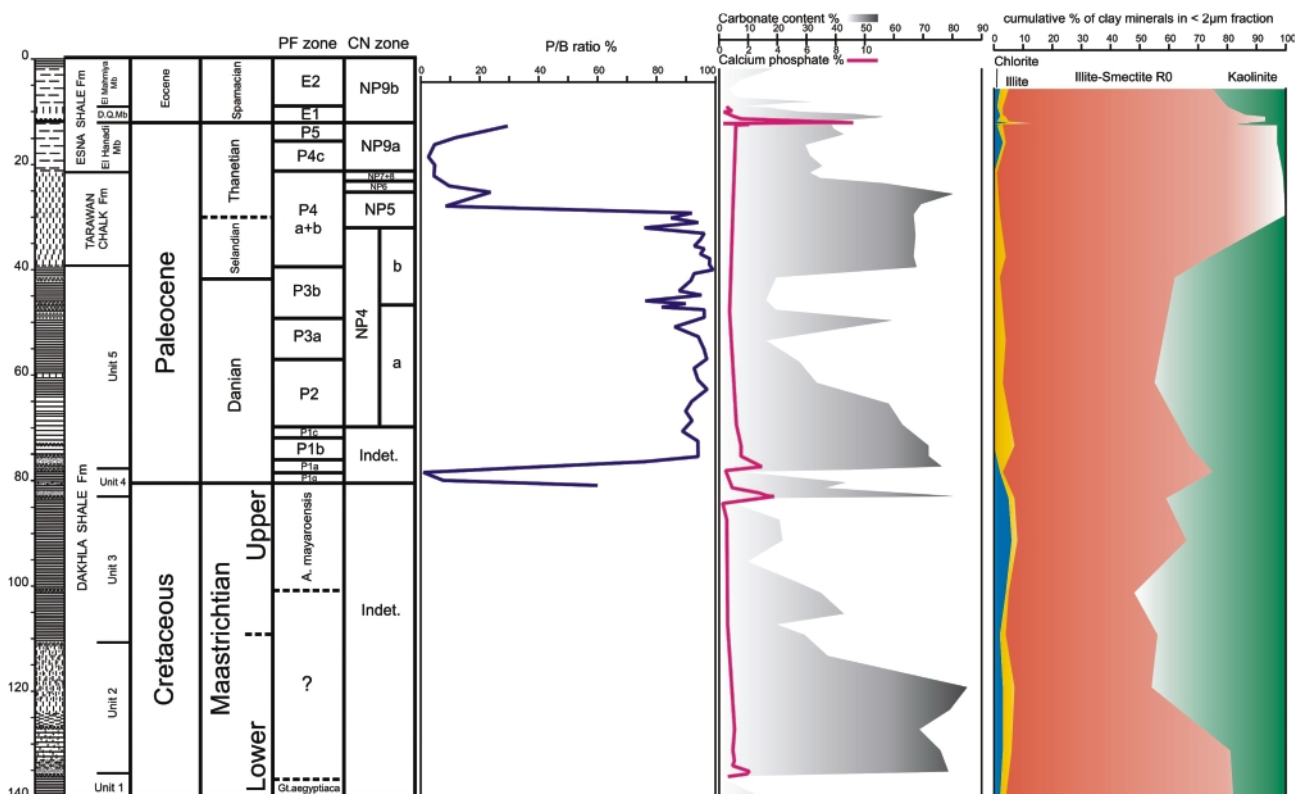 Carbonate content %
0 10 20 30 40 50 60 70 80 90
0 2 4 6 8 10
Calcium phosphate %
cumulative % of clay minerals in < 2µm fraction
0 10 20 30 40 50 60 70 80 90 100
Chlorite
Illite
Illite-Smectite R0
Kaolinite
PF zone
CN zone
P/B ratio %
0 20 40 60 80 100
0
20
40
60
80
100
120
140
ESNA SHALE Fm
El Mahmiya Mb
D.Q.Mb
El Hanadi Mb
TARAWAN CHALK Fm
DAKHLA SHALE Fm
Unit 5
Unit 4
Unit 3
Unit 2
Unit 1
Eocene
Paleocene
Cretaceous
Sparnacian
Thanetian
Selandian
Danian
Maastrichtian
Upper
Lower
E2
E1
P5
P4c
P4
a+b
P3b
P3a
P2
P1c
P1b
P1a
P1α
A. mayaroensis
?
Gt.aegyptiaca
NP9b
NP9a
NP7+8
NP6
NP5
NP4
b
a
Indet.
Indet.